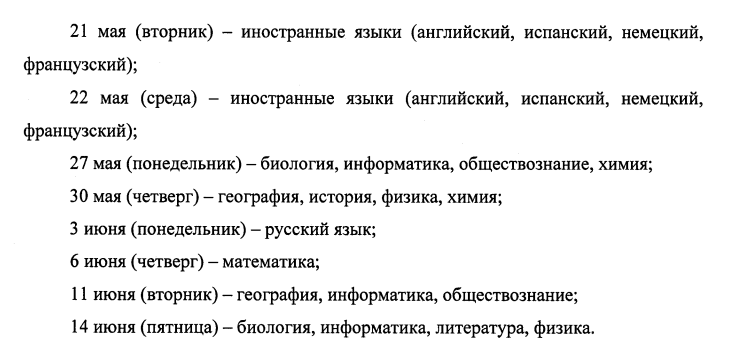 21 мая (вторник) – иностранные языки (английский, испанский, немецкий,
французский);
22 мая (среда) – иностранные языки (английский, испанский, немецкий,
французский);
27 мая (понедельник) – биология, информатика, обществознание, химия;
30 мая (четверг) – география, история, физика, химия;
3 июня (понедельник) – русский язык;
6 июня (четверг) – математика;
11 июня (вторник) – география, информатика, обществознание;
14 июня (пятница) – биология, информатика, литература, физика.